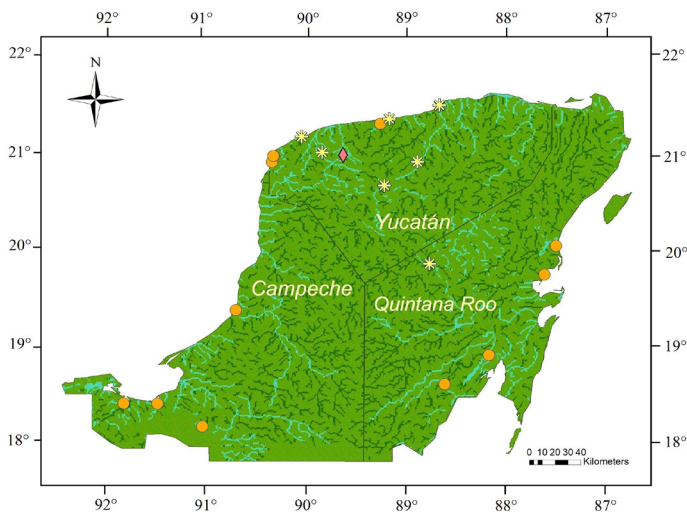 92° 91° 90° 89° 88° 87°
22° 22°
N
21° 21°
Yucatán
20° 20°
Campeche
Quintana Roo
19° 19°
18° 18°
0 10 20 30 40
Kilometers
92° 91° 90° 89° 88° 87°